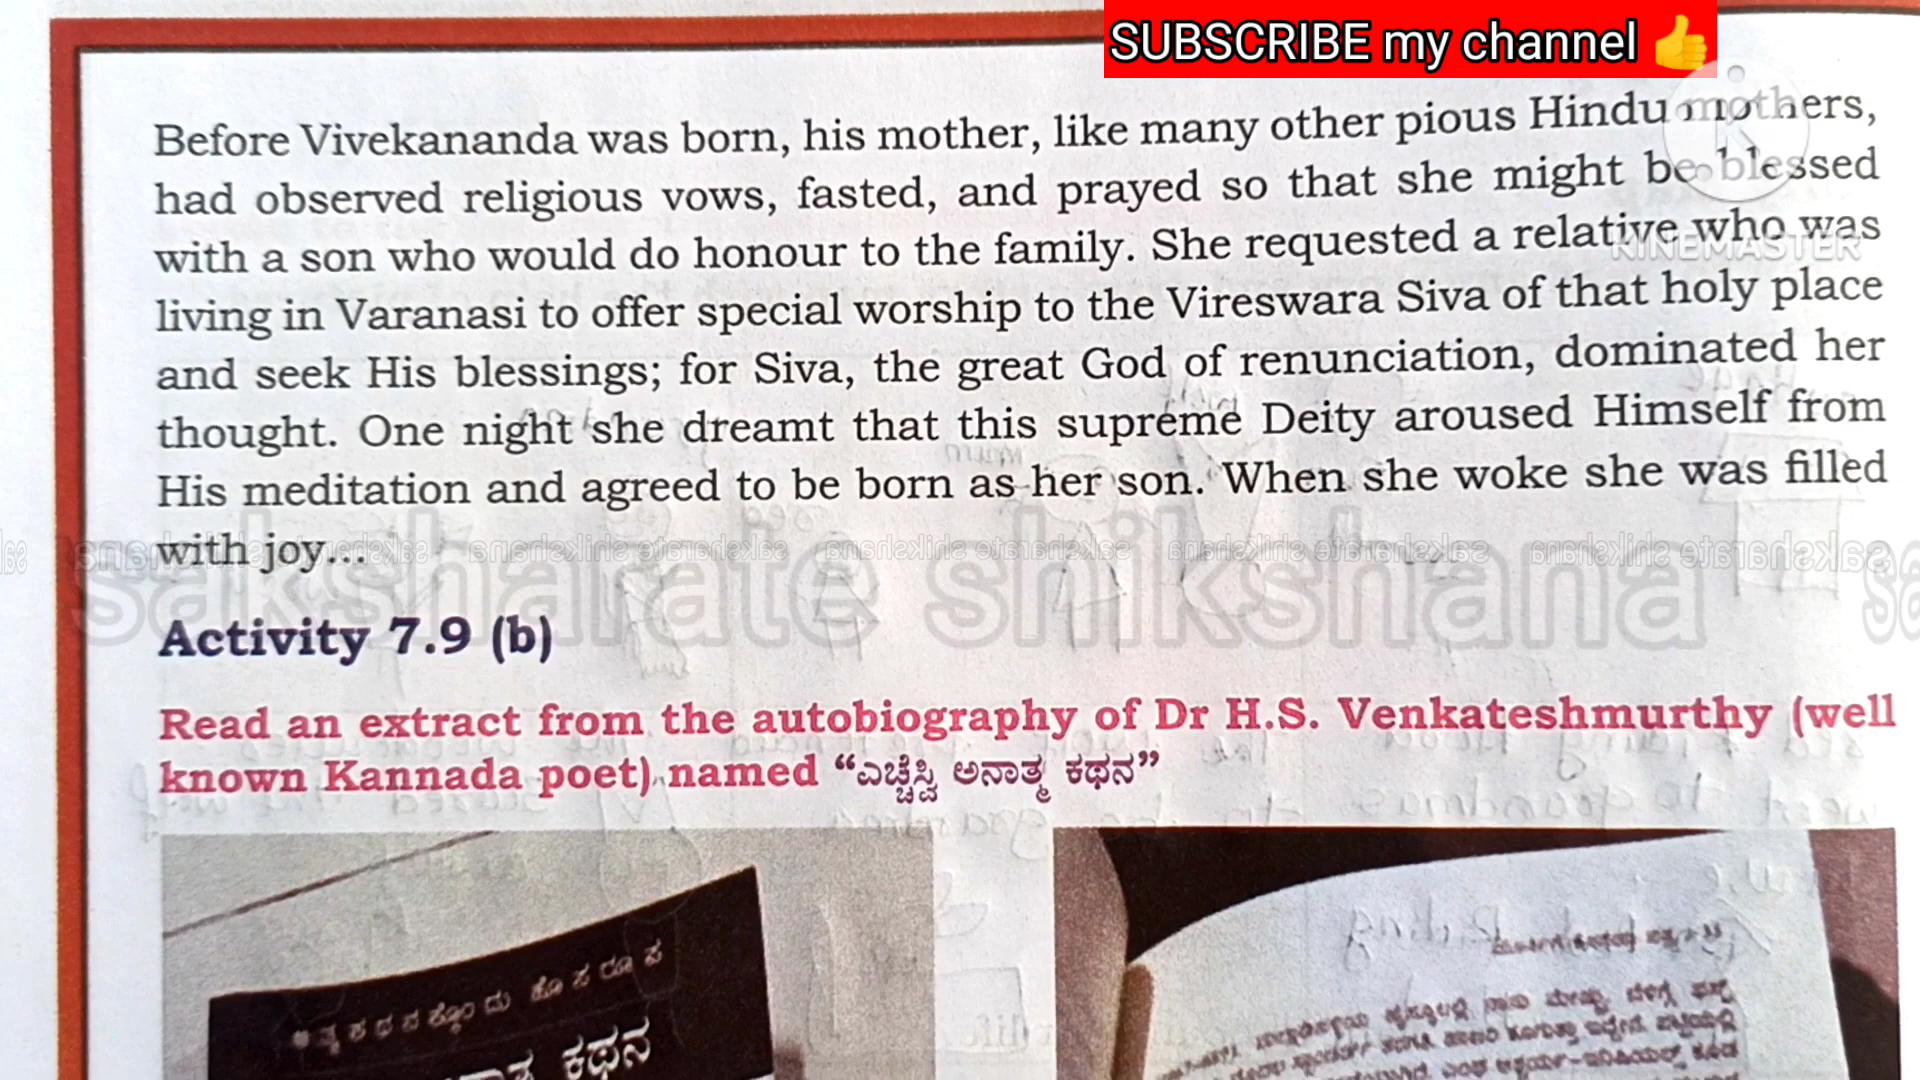 SUBSCRIBE my channel 👍
Before Vivekananda was born, his mother, like many other pious Hindu mothers,
had observed religious vows, fasted, and prayed so that she might be blessed
with a son who would do honour to the family. She requested a relative who was
KINEMASTER
living in Varanasi to offer special worship to the Vireswara Siva of that holy place
and seek His blessings; for Siva, the great God of renunciation, dominated her
thought. One night she dreamt that this supreme Deity aroused Himself from
His meditation and agreed to be born as her son. When she woke she was filled
with joy...
saksharate shikshana
Activity 7.9 (b)
Read an extract from the autobiography of Dr H.S. Venkateshmurthy (well
known Kannada poet) named “ಎಚ್ಚೆಸ್ವಿ ಅನಾತ್ಮ ಕಥನ”
ಹೊಸ ರೂಪ
ಕಥನ